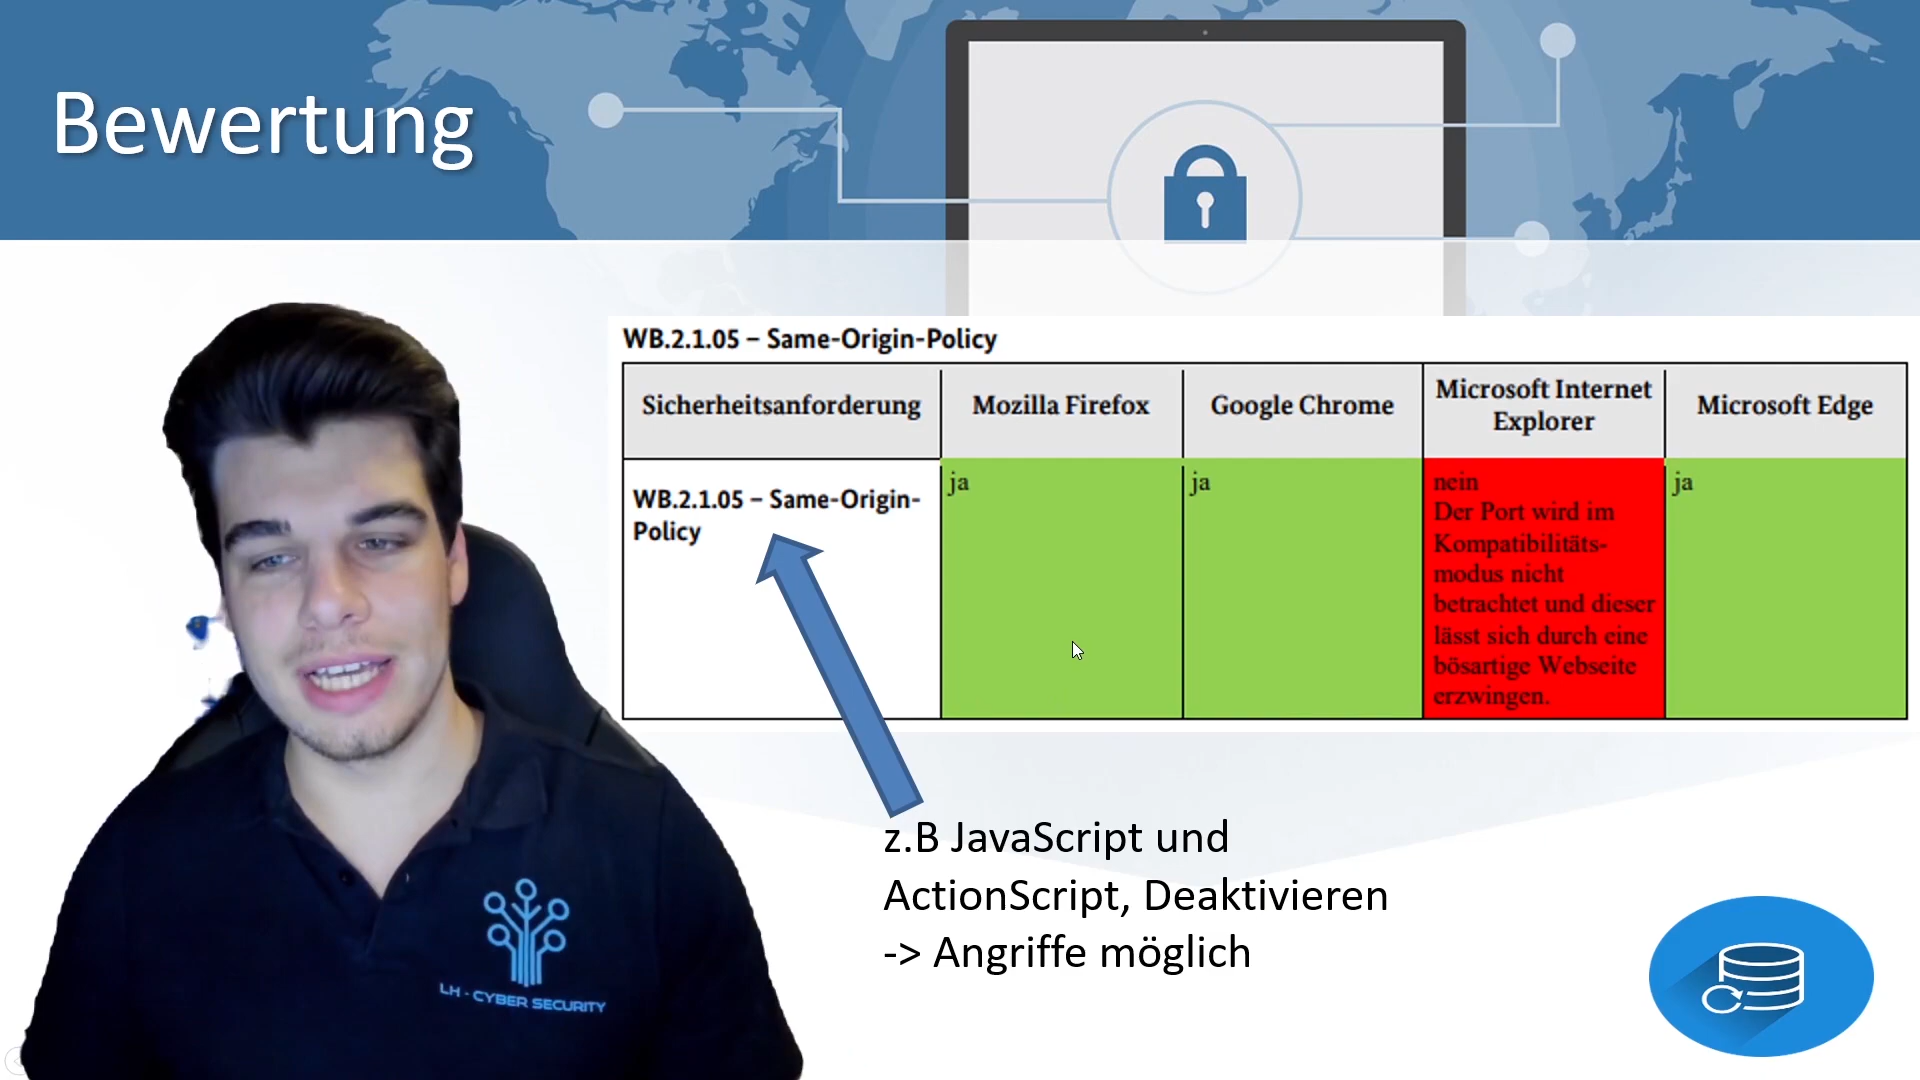 Bewertung
WB.2.1.05 – Same-Origin-Policy
Sicherheitsanforderung
Mozilla Firefox
Google Chrome
Microsoft Internet
Explorer
Microsoft Edge
WB.2.1.05 – Same-Origin-
Policy
ja
ja
nein
Der Port wird im
Kompatibilitäts-
modus nicht
betrachtet und dieser
lässt sich durch eine
bösartige Webseite
erzwingen.
ja
z.B JavaScript und
ActionScript, Deaktivieren
-> Angriffe möglich
LH - CYBER SECURITY